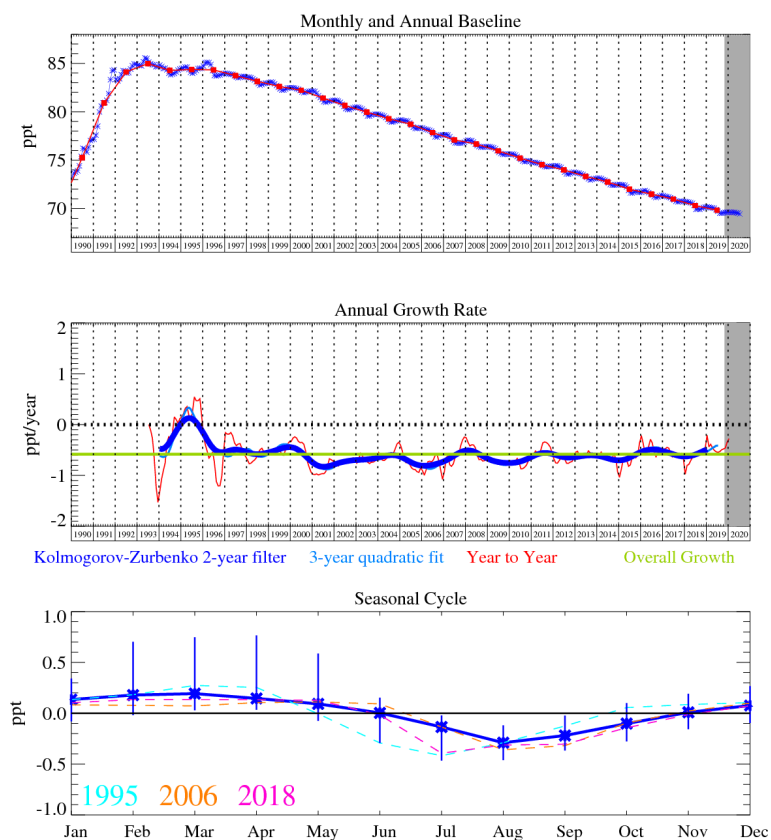 Monthly and Annual Baseline
85
80
75
70
ppt
1990 1991 1992 1993 1994 1995 1996 1997 1998 1999 2000 2001 2002 2003 2004 2005 2006 2007 2008 2009 2010 2011 2012 2013 2014 2015 2016 2017 2018 2019 2020
Annual Growth Rate
2
1
0
-1
-2
ppt/year
1990 1991 1992 1993 1994 1995 1996 1997 1998 1999 2000 2001 2002 2003 2004 2005 2006 2007 2008 2009 2010 2011 2012 2013 2014 2015 2016 2017 2018 2019 2020
Kolmogorov-Zurbenko 2-year filter 3-year quadratic fit Year to Year Overall Growth
Seasonal Cycle
1.0
0.5
0.0
-0.5
-1.0
ppt
1995 2006 2018
Jan Feb Mar Apr May Jun Jul Aug Sep Oct Nov Dec